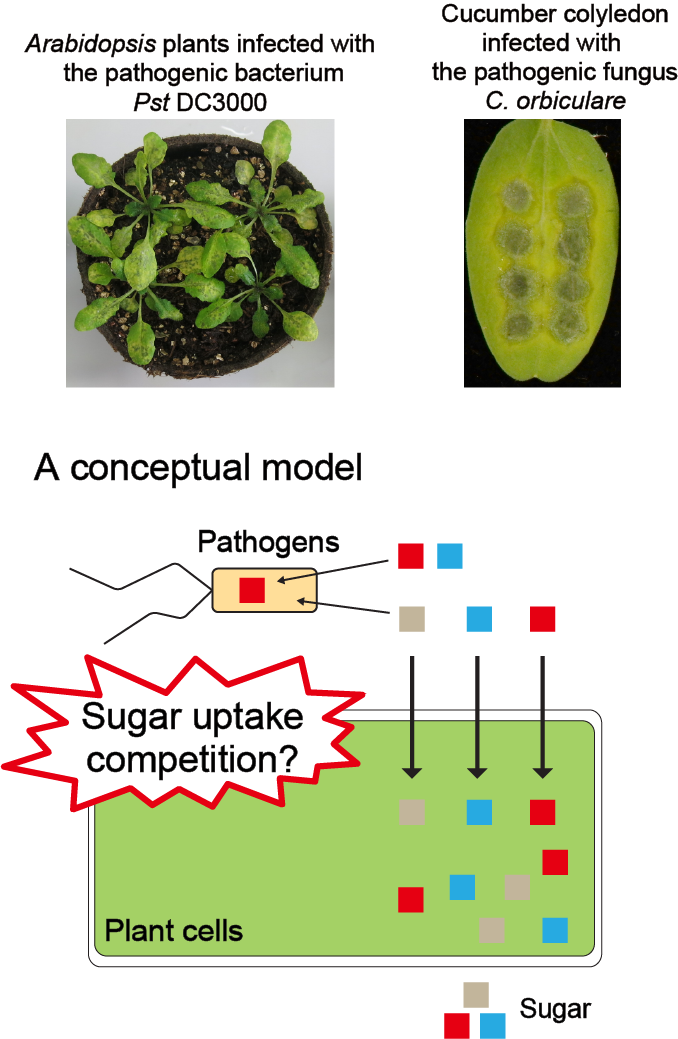 Arabidopsis plants infected with
the pathogenic bacterium
Pst DC3000
Cucumber colyledon
infected with
the pathogenic fungus
C. orbiculare
A conceptual model
Pathogens
Sugar uptake
competition?
Plant cells
Sugar